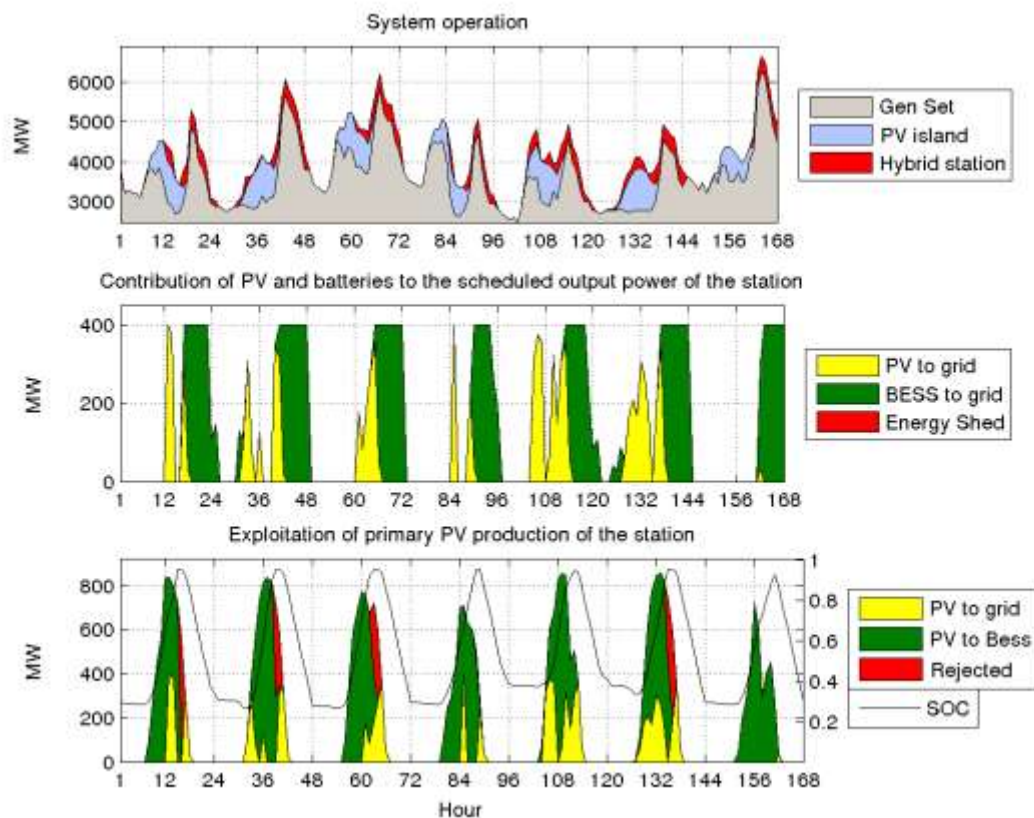 System operation
MW
6000
5000
4000
3000
1 12 24 36 48 60 72 84 96 108 120 132 144 156 168
Gen Set
PV island
Hybrid station
Contribution of PV and batteries to the scheduled output power of the station
MW
400
200
0
1 12 24 36 48 60 72 84 96 108 120 132 144 156 168
PV to grid
BESS to grid
Energy Shed
Exploitation of primary PV production of the station
MW
800
600
400
200
0
1
0.8
0.6
0.4
0.2
1 12 24 36 48 60 72 84 96 108 120 132 144 156 168
Hour
PV to grid
PV to Bess
Rejected
SOC